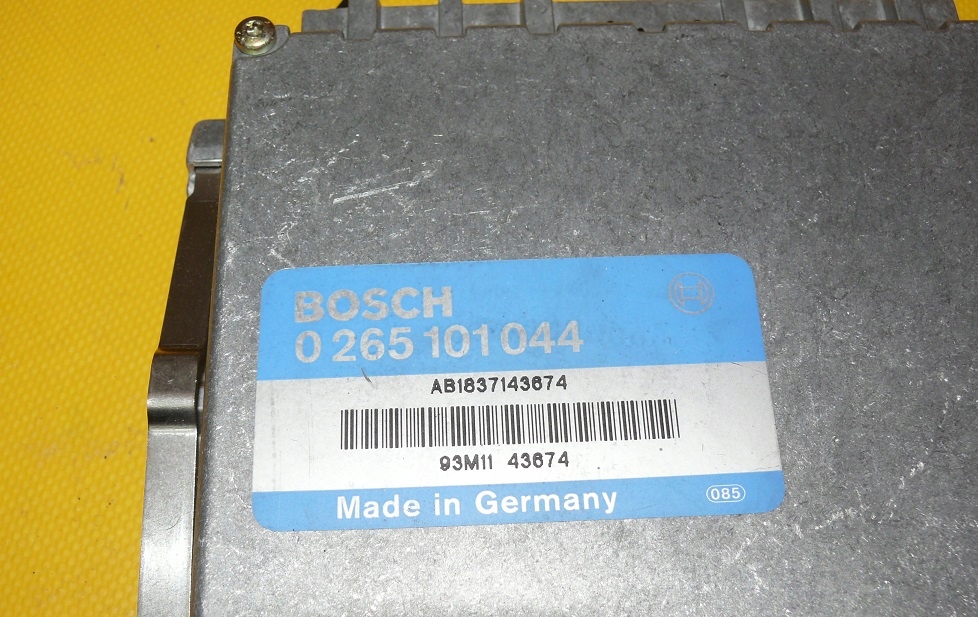 BOSCH
0 265 101 044
AB1837143674
93M11 43674
Made in Germany
085